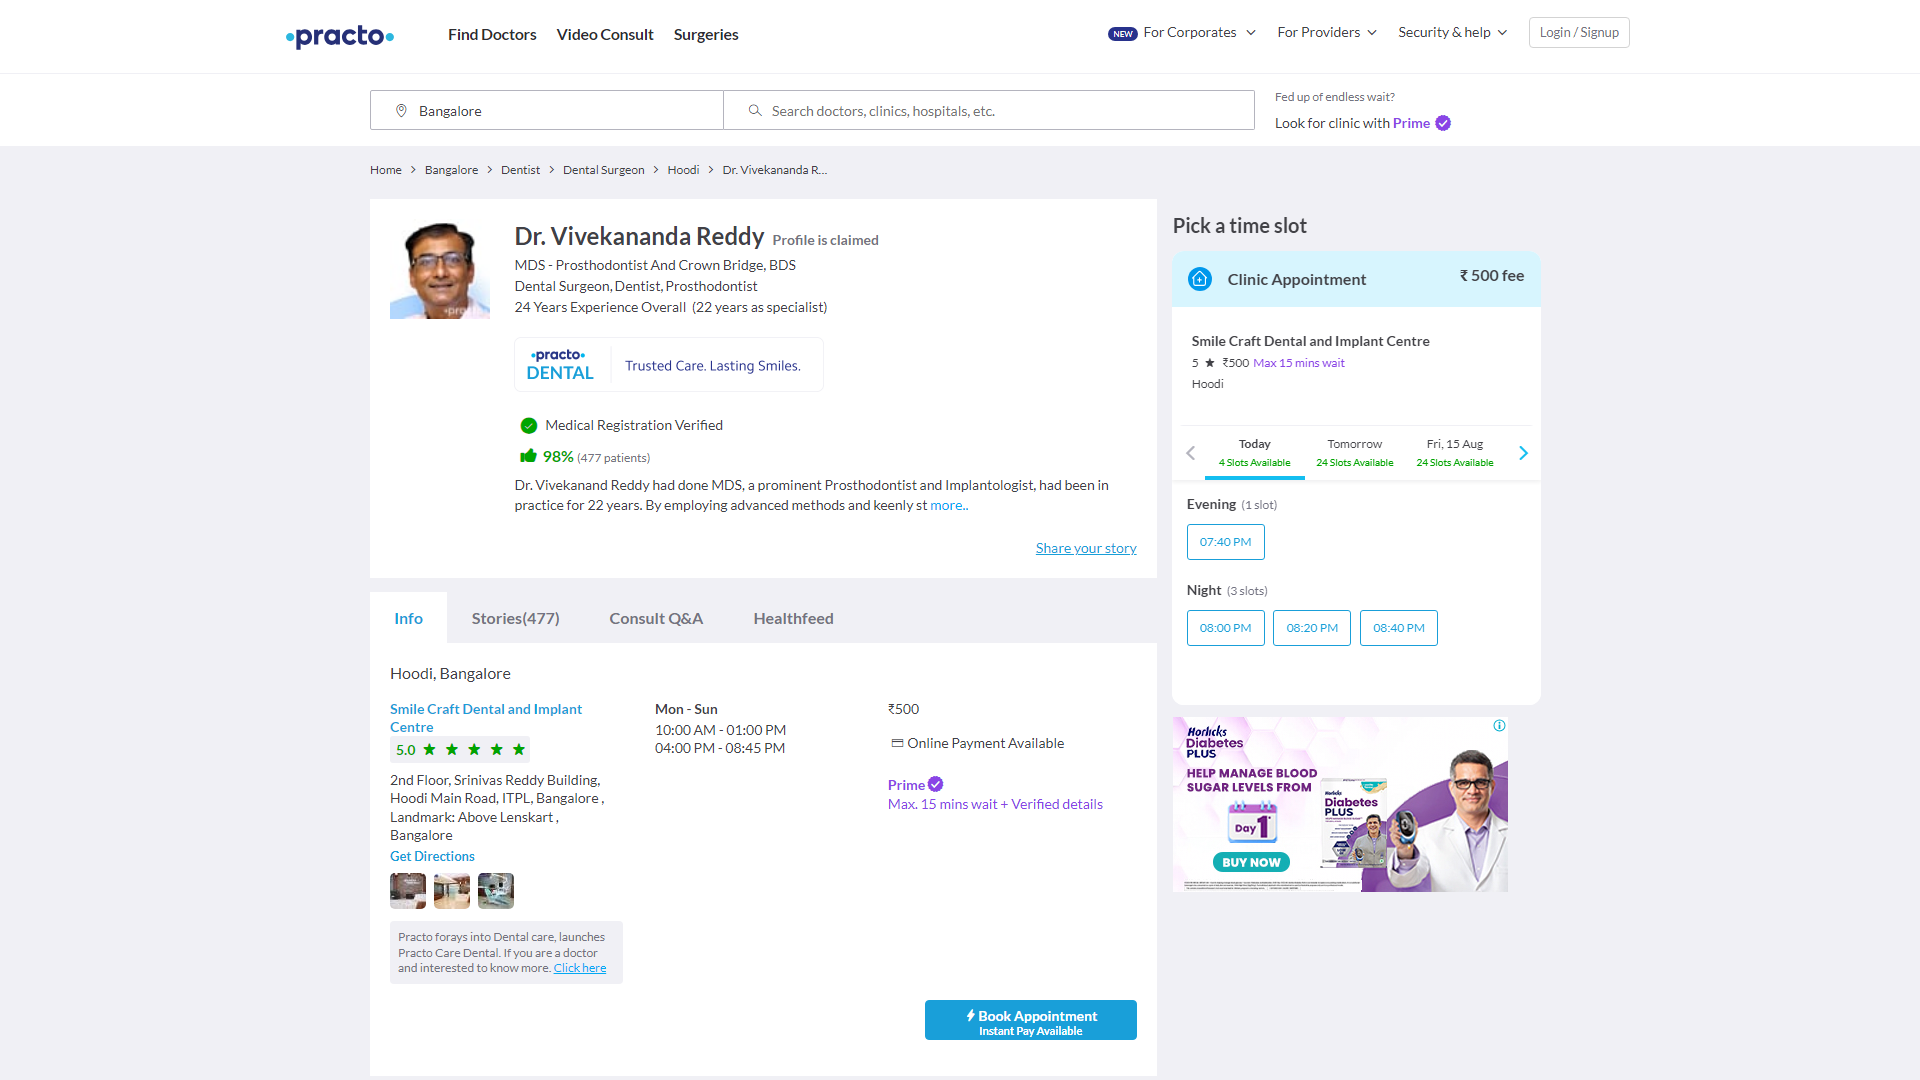 practo
Find Doctors
Video Consult
Surgeries
NEW For Corporates
For Providers
Security & help
Login / Signup
Bangalore
Search doctors, clinics, hospitals, etc.
Fed up of endless wait?
Look for clinic with Prime
Home > Bangalore > Dentist > Dental Surgeon > Hoodi > Dr. Vivekananda R...
Dr. Vivekananda Reddy Profile is claimed
MDS - Prosthodontist And Crown Bridge, BDS
Dental Surgeon, Dentist, Prosthodontist
24 Years Experience Overall (22 years as specialist)
practo
DENTAL
Trusted Care. Lasting Smiles.
Medical Registration Verified
98% (477 patients)
Dr. Vivekanand Reddy had done MDS, a prominent Prosthodontist and Implantologist, had been in
practice for 22 years. By employing advanced methods and keenly st more..
Share your story
Info
Stories(477)
Consult Q&A
Healthfeed
Hoodi, Bangalore
Smile Craft Dental and Implant
Centre
5.0
2nd Floor, Srinivas Reddy Building,
Hoodi Main Road, ITPL, Bangalore ,
Landmark: Above Lenskart ,
Bangalore
Get Directions
Mon - Sun
10:00 AM - 01:00 PM
04:00 PM - 08:45 PM
₹500
Online Payment Available
Prime
Max. 15 mins wait + Verified details
Practo forays into Dental care, launches
Practo Care Dental. If you are a doctor
and interested to know more. Click here
Book Appointment
Instant Pay Available
Pick a time slot
Clinic Appointment
₹ 500 fee
Smile Craft Dental and Implant Centre
5 ★ ₹500 Max 15 mins wait
Hoodi
Today
4 Slots Available
Tomorrow
24 Slots Available
Fri, 15 Aug
24 Slots Available
Evening (1 slot)
07:40 PM
Night (3 slots)
08:00 PM
08:20 PM
08:40 PM
Horlicks
Diabetes
PLUS
HELP MANAGE BLOOD
SUGAR LEVELS FROM
Day 1
BUY NOW
Horlicks
Diabetes
PLUS